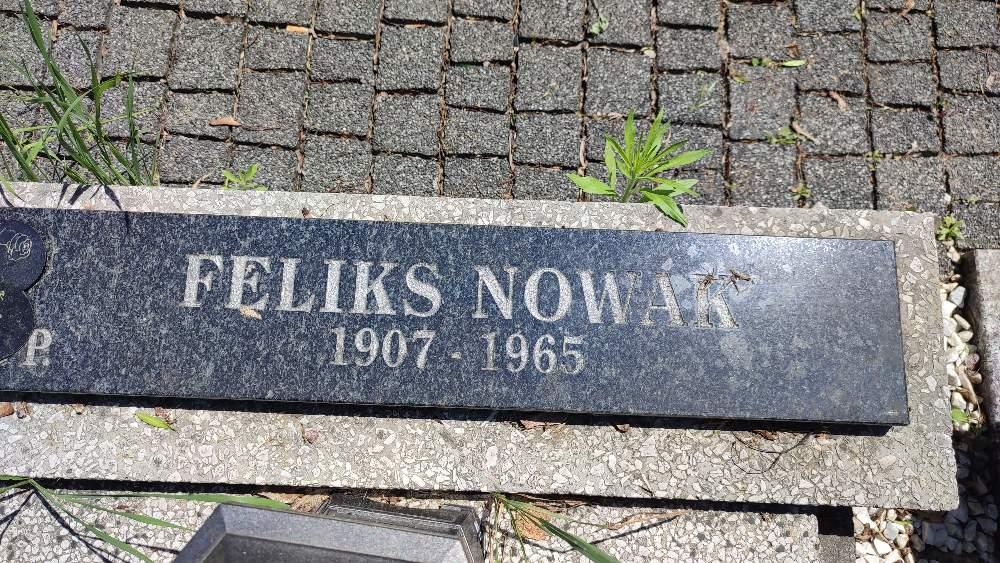 FELIKS NOWAK
1907 - 1965
P.